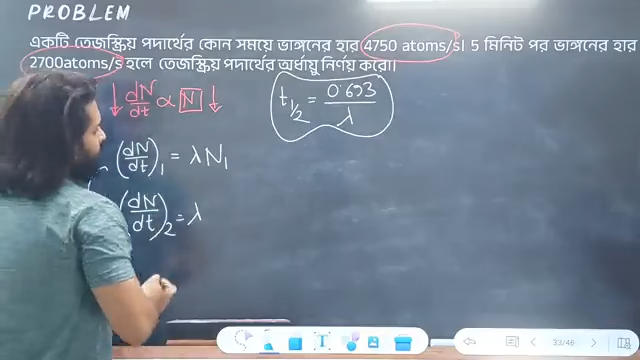 PROBLEM
একটি তেজস্ক্রিয় পদার্থের কোন সময়ে ভাঙ্গনের হার 4750 atoms/s। 5 মিনিট পর ভাঙ্গনের হার
2700atoms/s হলে তেজস্ক্রিয় পদার্থের অর্ধায়ু নির্ণয় করো।
↓ dN/dt ∝ N ↓
t1/2 = 0.693/λ
(dN/dt)1 = λN1
(dN/dt)2 = λ
33/46